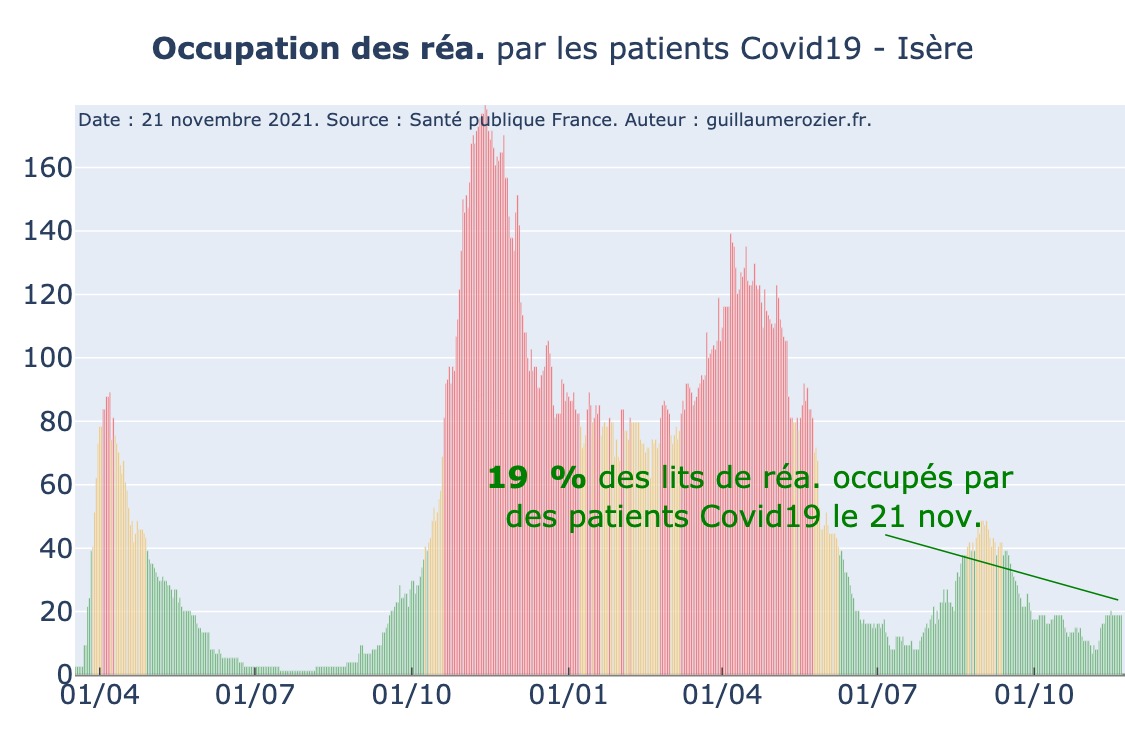 Occupation des réa. par les patients Covid19 - Isère
Date : 21 novembre 2021. Source : Santé publique France. Auteur : guillaumerozier.fr.
160
140
120
100
80
60
40
20
0
19 % des lits de réa. occupés par
des patients Covid19 le 21 nov.
01/04 01/07 01/10 01/01 01/04 01/07 01/10